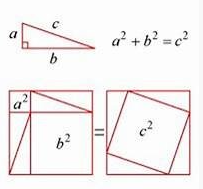 a c b a² + b² = c²
a² b² = c²